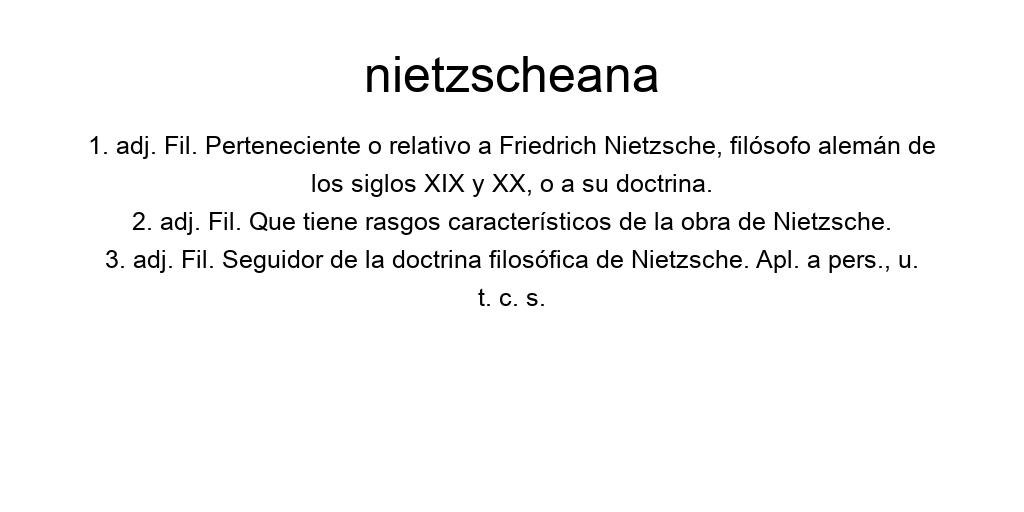 nietzscheana
1. adj. Fil. Perteneciente o relativo a Friedrich Nietzsche, filósofo alemán de
los siglos XIX y XX, o a su doctrina.
2. adj. Fil. Que tiene rasgos característicos de la obra de Nietzsche.
3. adj. Fil. Seguidor de la doctrina filosófica de Nietzsche. Apl. a pers., u.
t. c. s.